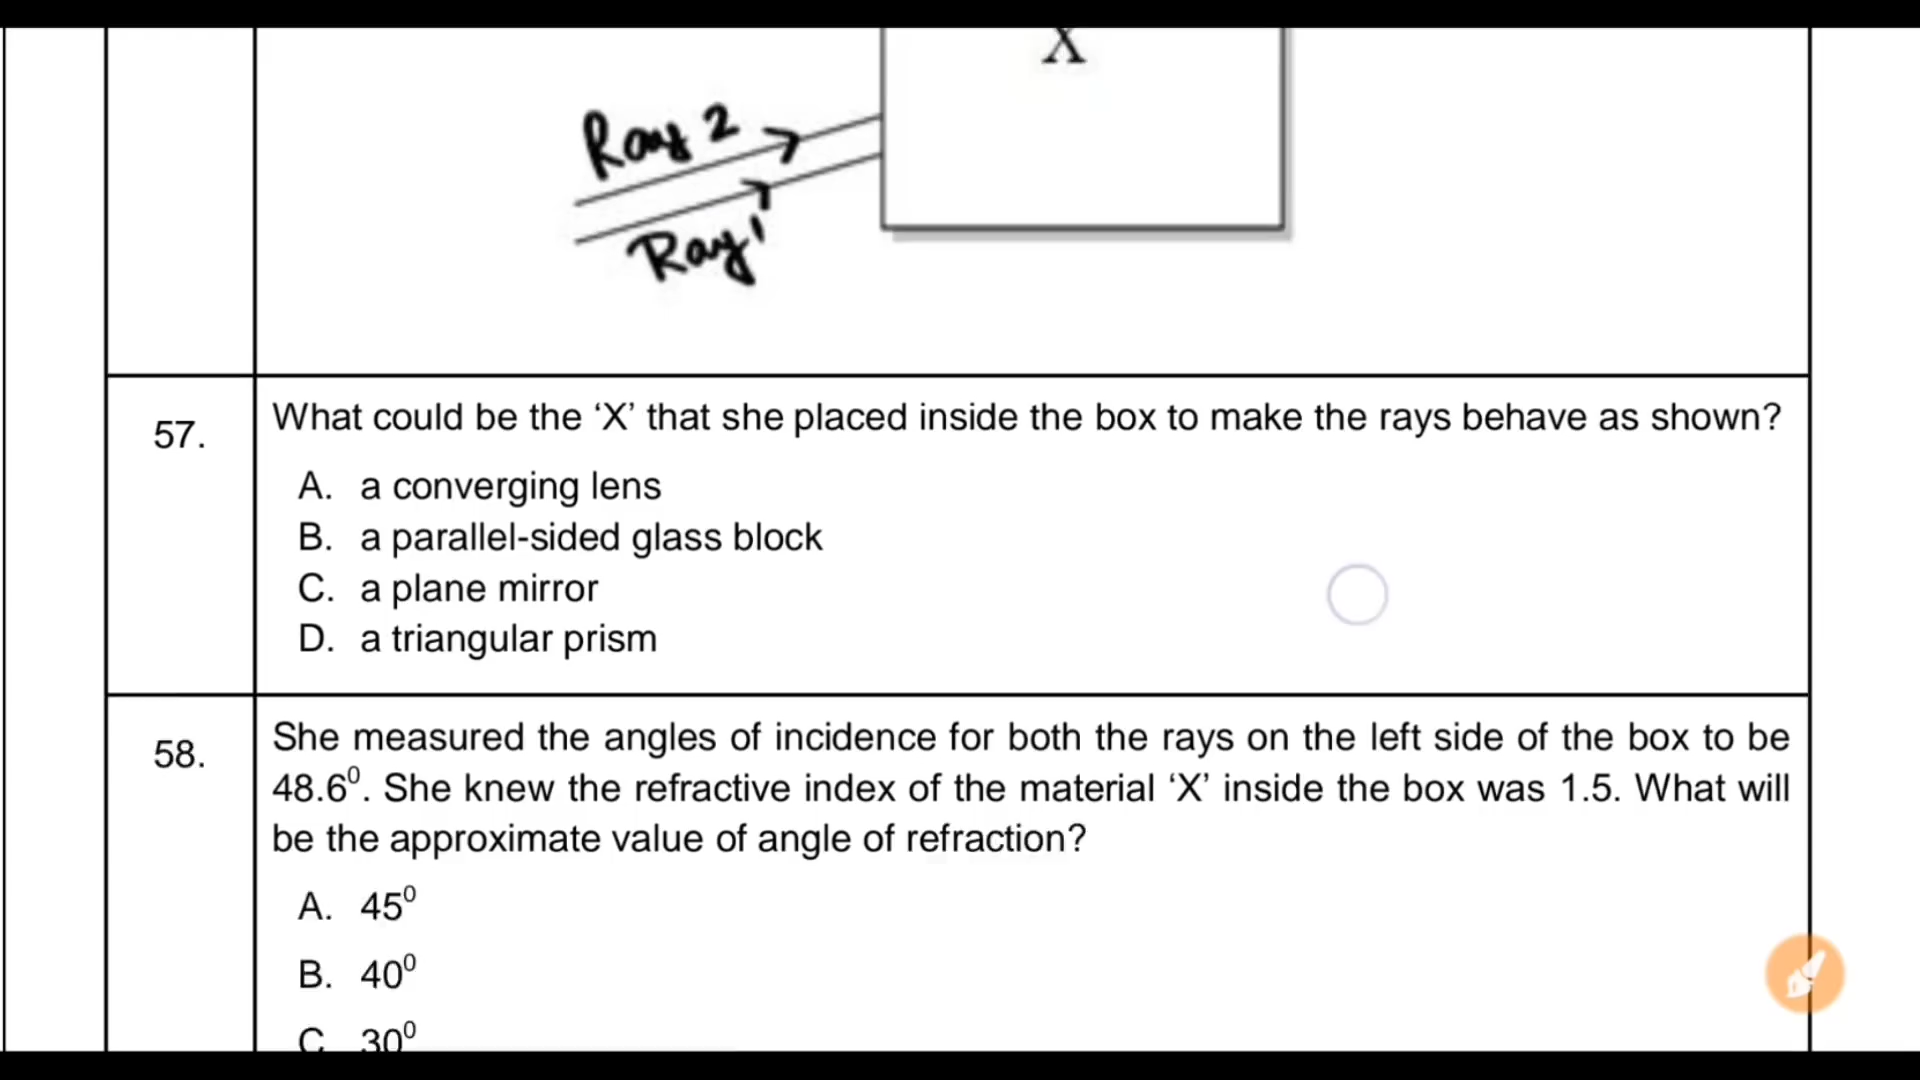 X
Ray 2
Ray 1
57.
What could be the ‘X’ that she placed inside the box to make the rays behave as shown?
A. a converging lens
B. a parallel-sided glass block
C. a plane mirror
D. a triangular prism
58.
She measured the angles of incidence for both the rays on the left side of the box to be
48.6⁰. She knew the refractive index of the material ‘X’ inside the box was 1.5. What will
be the approximate value of angle of refraction?
A. 45⁰
B. 40⁰
C 30⁰